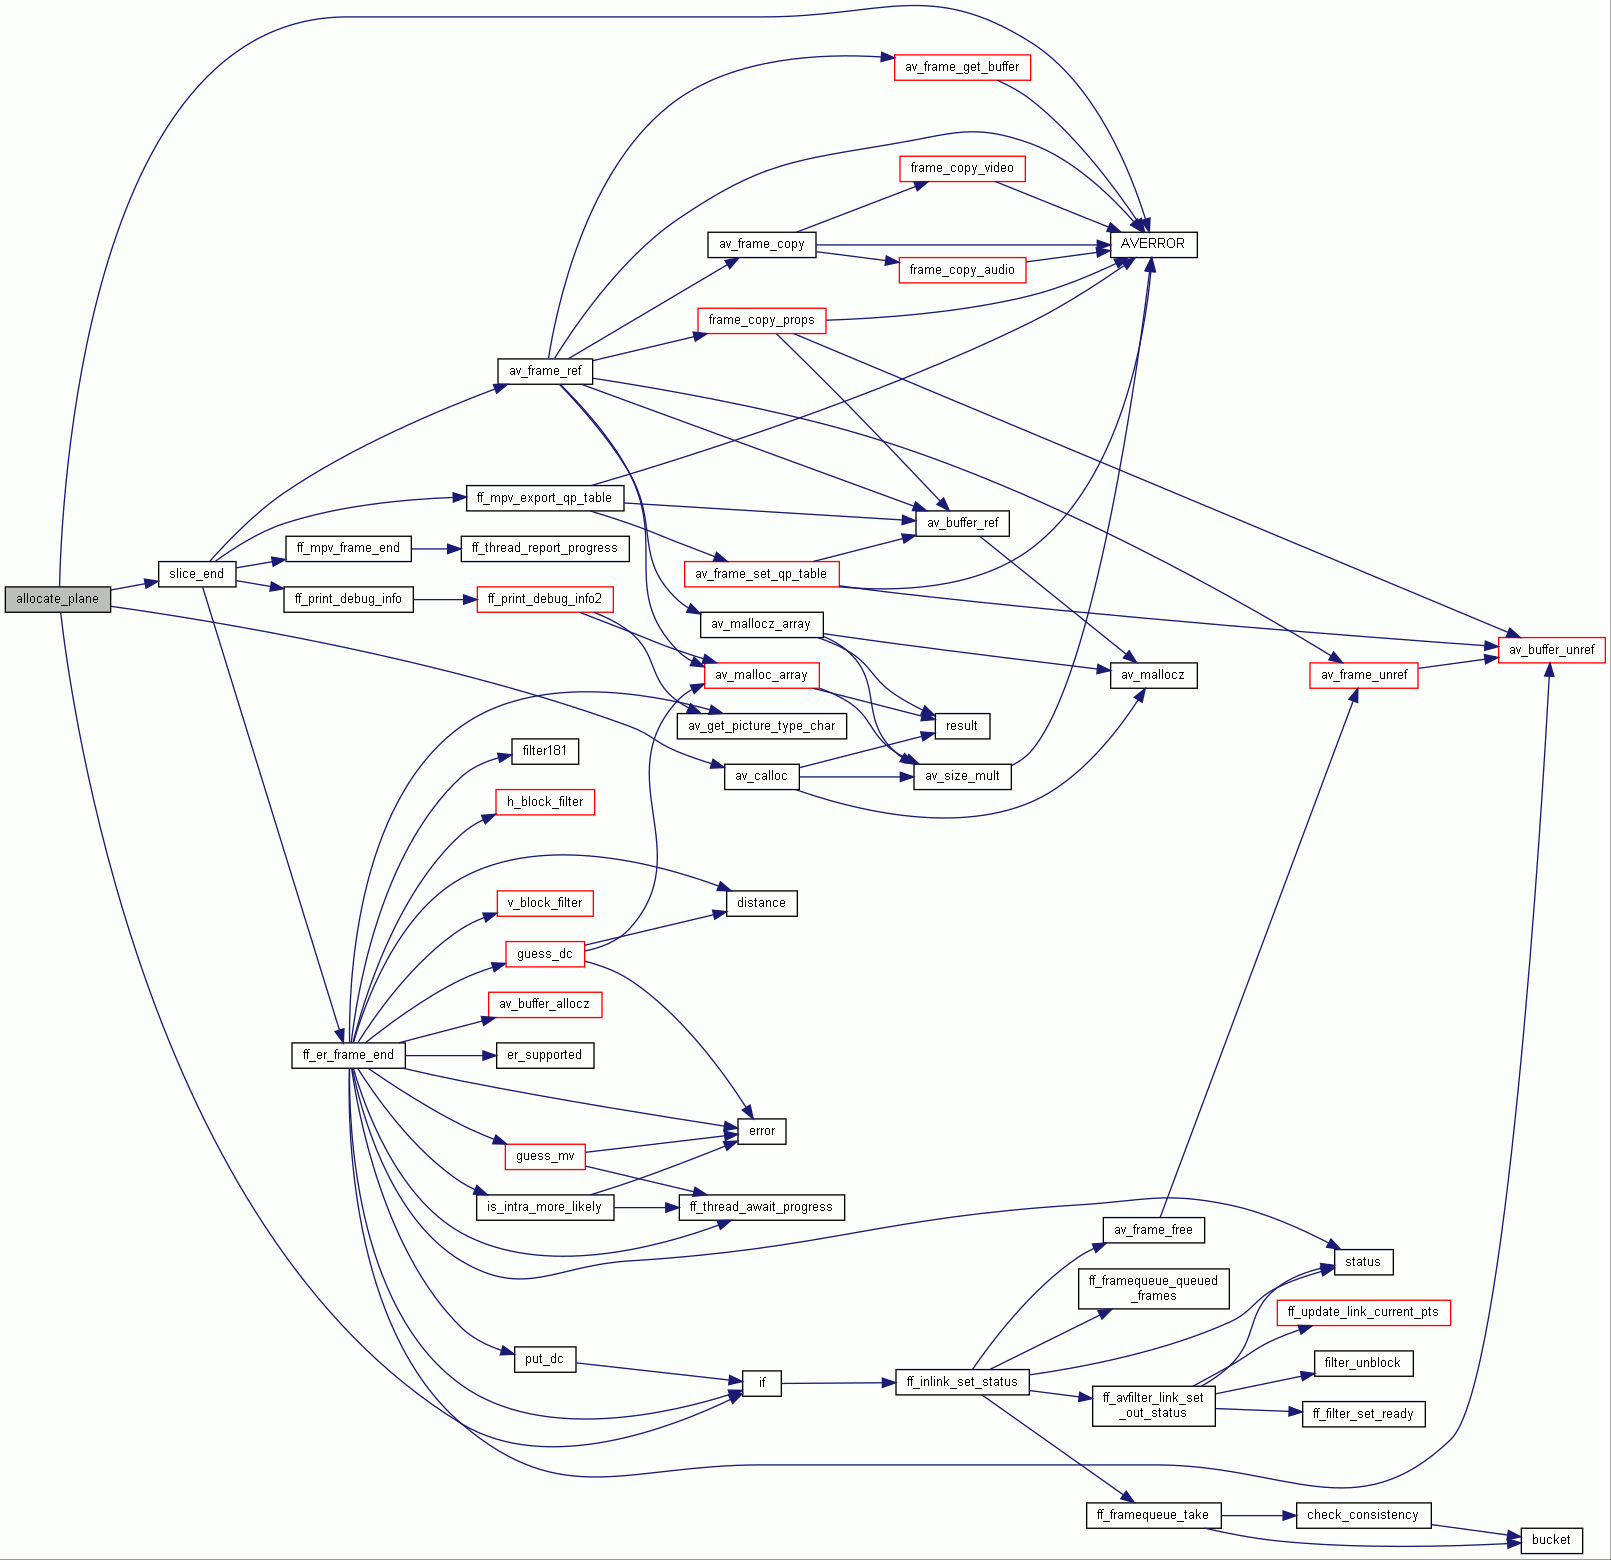 av_frame_get_buffer
frame_copy_video
av_frame_copy
AVERROR
frame_copy_audio
frame_copy_props
av_frame_ref
ff_mpv_export_qp_table
av_buffer_ref
ff_mpv_frame_end
ff_thread_report_progress
slice_end
av_frame_set_qp_table
allocate_plane
ff_print_debug_info
ff_print_debug_info2
av_mallocz_array
av_buffer_unref
av_malloc_array
av_mallocz
av_frame_unref
av_get_picture_type_char
result
filter181
av_calloc
av_size_mult
h_block_filter
v_block_filter
distance
guess_dc
av_buffer_allocz
ff_er_frame_end
er_supported
error
guess_mv
is_intra_more_likely
ff_thread_await_progress
av_frame_free
status
ff_framequeue_queued
_frames
ff_update_link_current_pts
put_dc
filter_unblock
if
ff_inlink_set_status
ff_avfilter_link_set
_out_status
ff_filter_set_ready
ff_framequeue_take
check_consistency
bucket